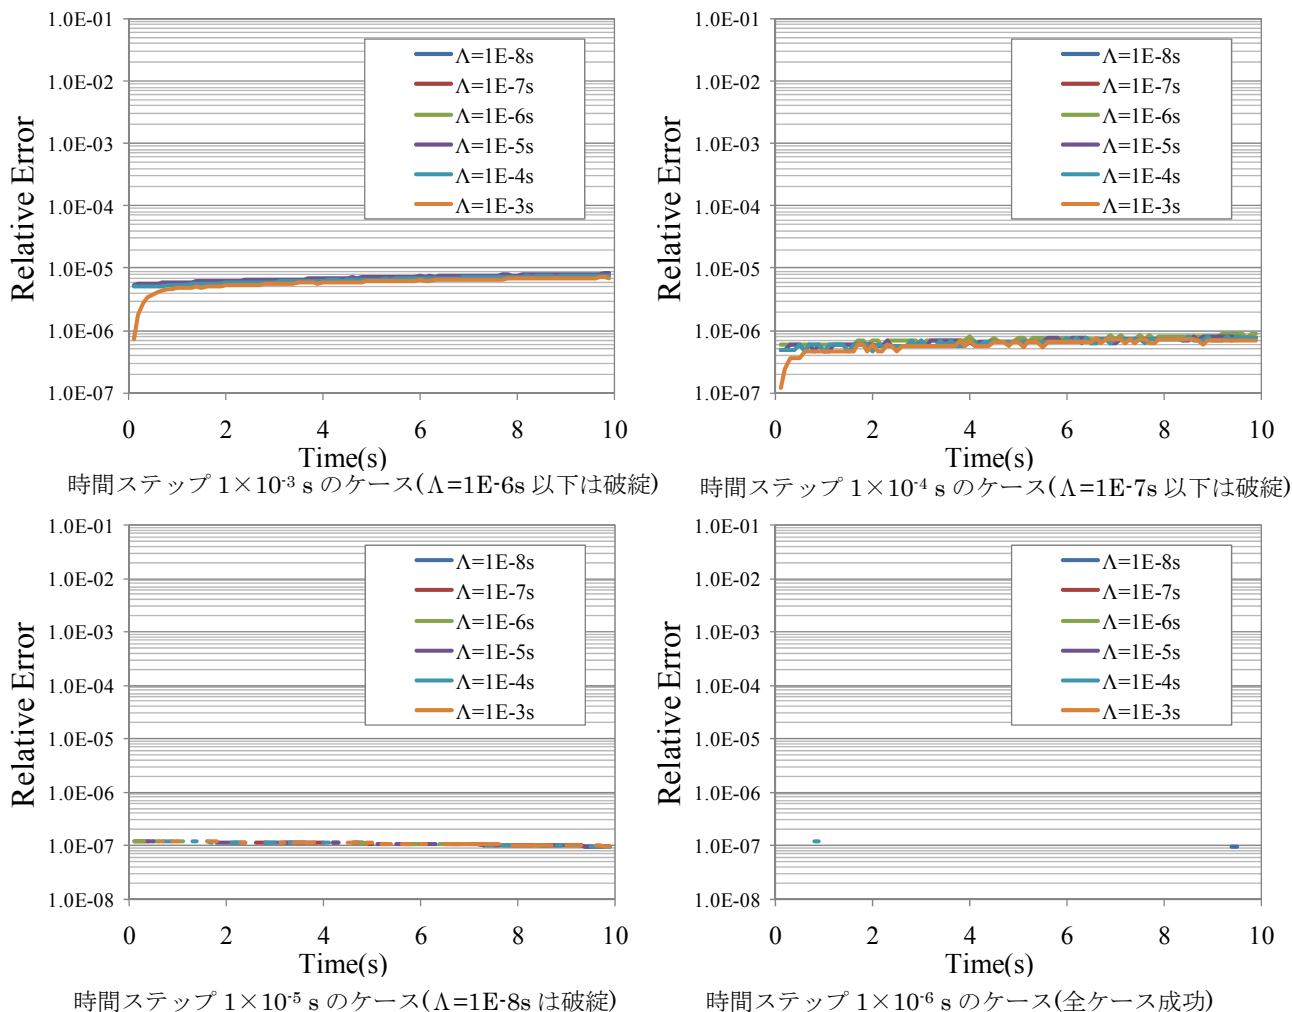 1.0E-01
1.0E-02
1.0E-03
1.0E-04
1.0E-05
1.0E-06
1.0E-07
Relative Error
Λ=1E-8s
Λ=1E-7s
Λ=1E-6s
Λ=1E-5s
Λ=1E-4s
Λ=1E-3s
0 2 4 6 8 10
Time(s)
時間ステップ 1×10⁻³ s のケース(Λ=1E-6s 以下は破綻)
1.0E-01
1.0E-02
1.0E-03
1.0E-04
1.0E-05
1.0E-06
1.0E-07
Relative Error
Λ=1E-8s
Λ=1E-7s
Λ=1E-6s
Λ=1E-5s
Λ=1E-4s
Λ=1E-3s
0 2 4 6 8 10
Time(s)
時間ステップ 1×10⁻⁴ s のケース(Λ=1E-7s 以下は破綻)
1.0E-01
1.0E-02
1.0E-03
1.0E-04
1.0E-05
1.0E-06
1.0E-07
1.0E-08
Relative Error
Λ=1E-8s
Λ=1E-7s
Λ=1E-6s
Λ=1E-5s
Λ=1E-4s
Λ=1E-3s
0 2 4 6 8 10
Time(s)
時間ステップ 1×10⁻⁵ s のケース(Λ=1E-8s は破綻)
1.0E-01
1.0E-02
1.0E-03
1.0E-04
1.0E-05
1.0E-06
1.0E-07
1.0E-08
Relative Error
Λ=1E-8s
Λ=1E-7s
Λ=1E-6s
Λ=1E-5s
Λ=1E-4s
Λ=1E-3s
0 2 4 6 8 10
Time(s)
時間ステップ 1×10⁻⁶ s のケース(全ケース成功)